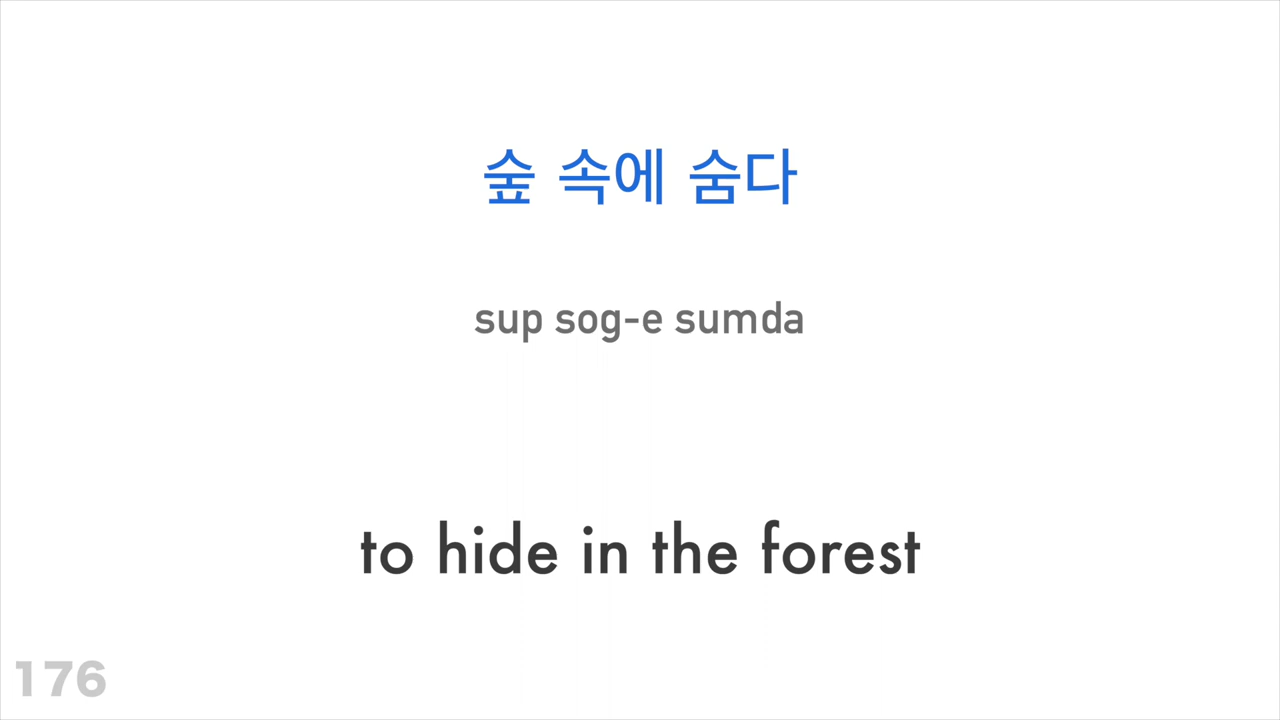 숲 속에 숨다
sup sog-e sumda
to hide in the forest
176